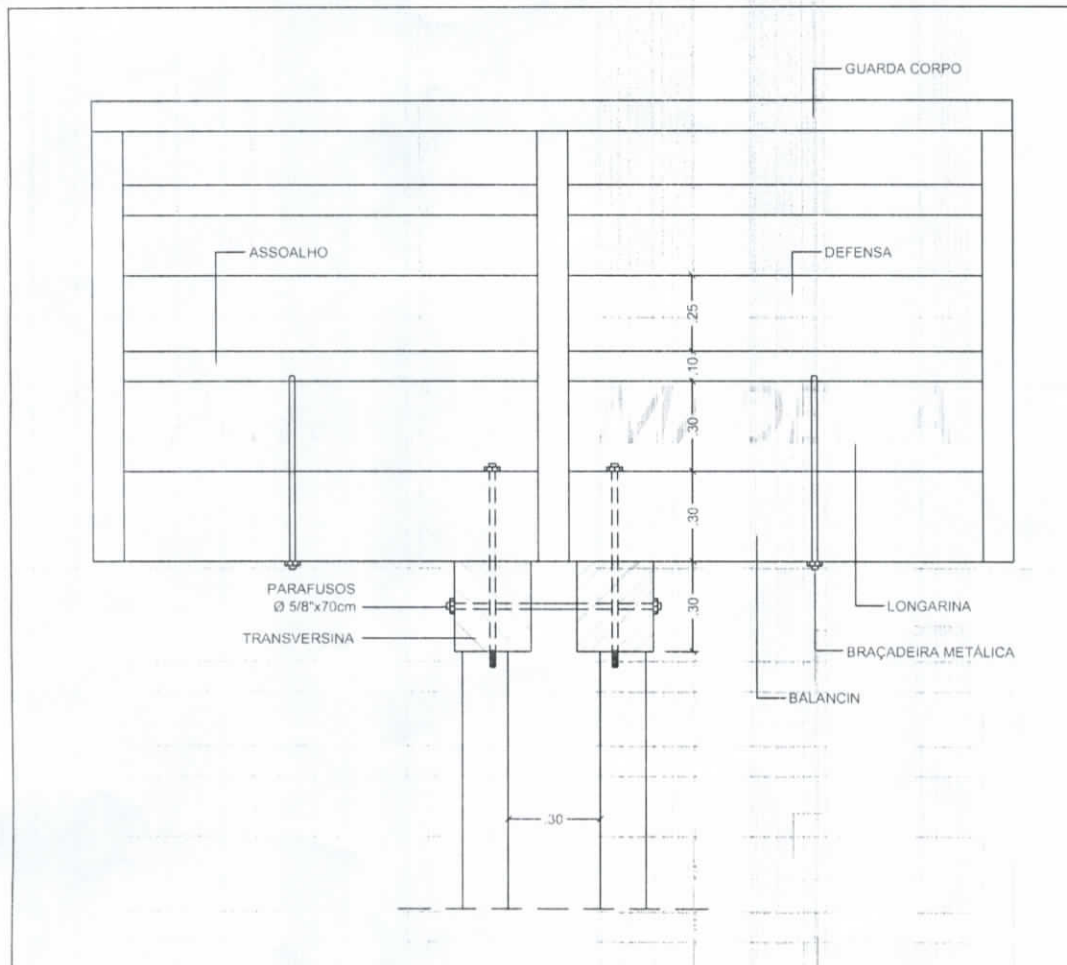 GUARDA CORPO
ASSOALHO
DEFENSA
.25
.10
.30
.30
.30
PARAFUSOS
Ø 5/8"x70cm
TRANSVERSINA
LONGARINA
BRAÇADEIRA METÁLICA
BALANCIN
.30